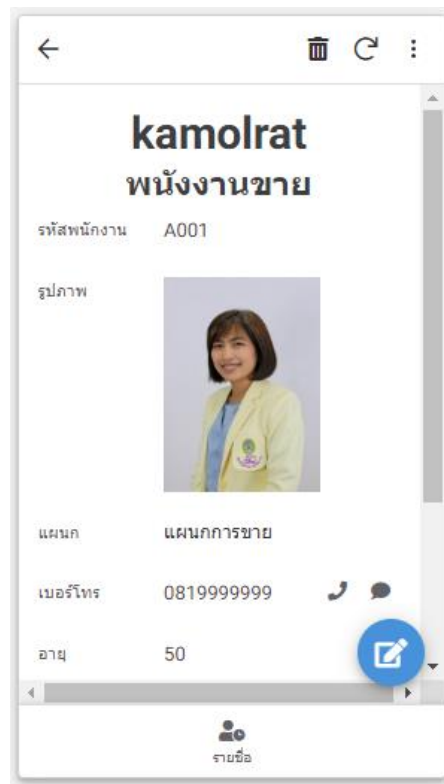 kamolrat
พนังงานขาย
รหัสพนักงาน A001
รูปภาพ
แผนก แผนกการขาย
เบอร์โทร 0819999999
อายุ 50
รายชื่อ